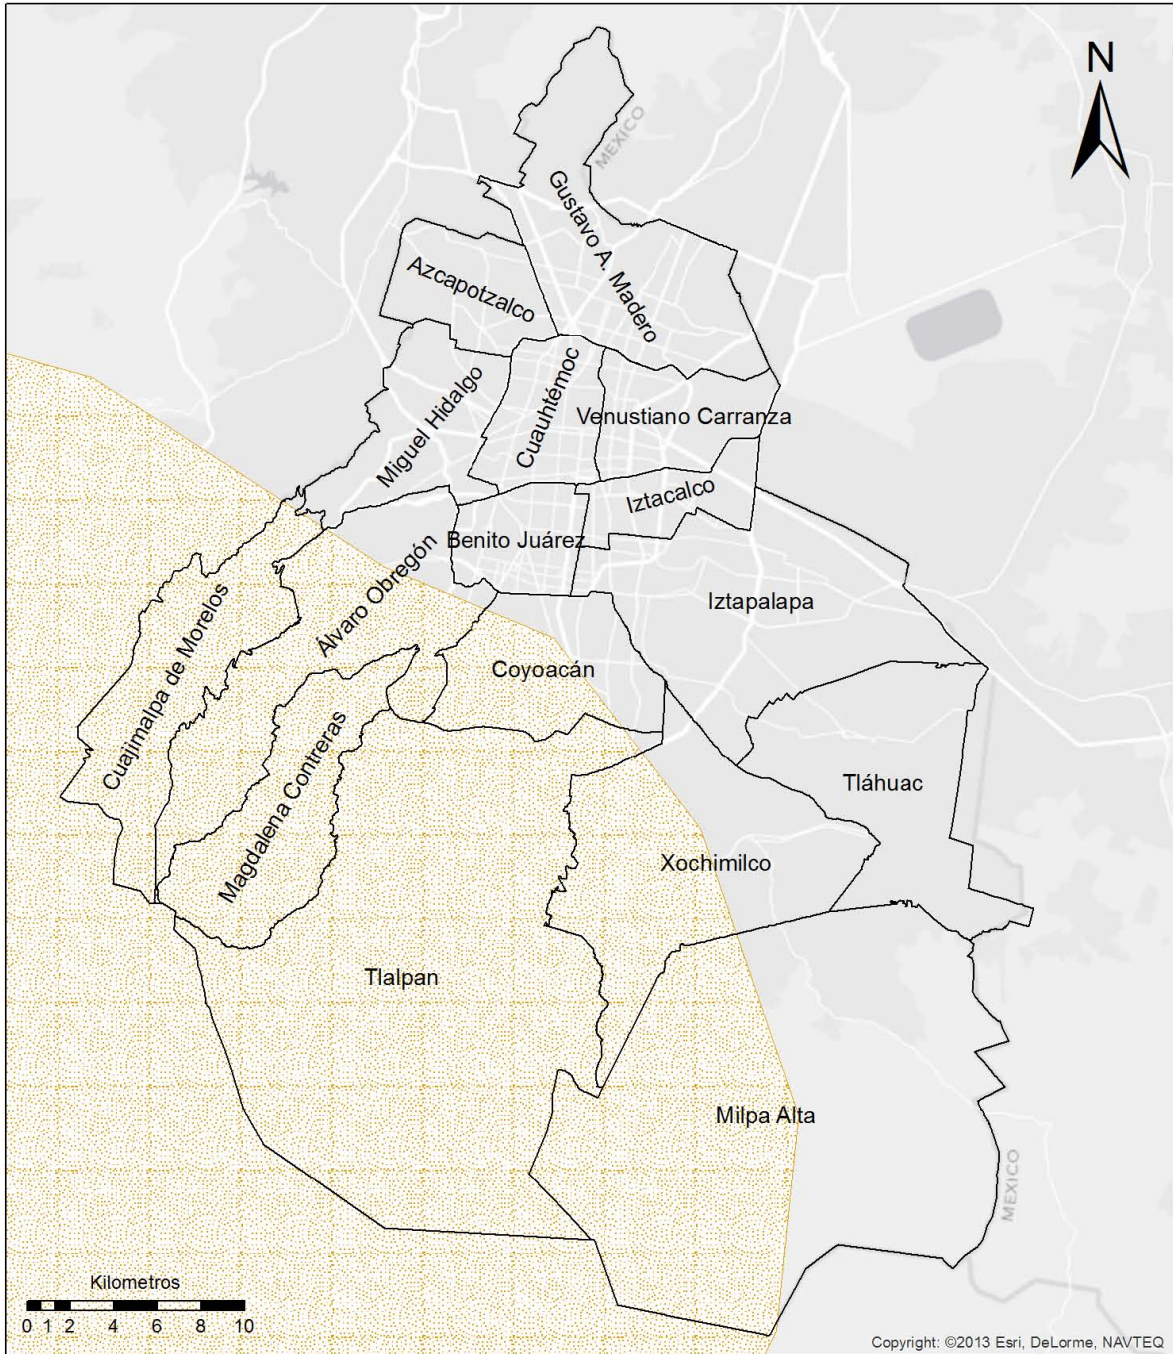 N
MEXICO
Gustavo A. Madero
Azcapotzalco
Miguel Hidalgo
Cuauhtémoc
Venustiano Carranza
Iztacalco
Benito Juárez
Álvaro Obregón
Iztapalapa
Cuajimalpa de Morelos
Coyoacán
Magdalena Contreras
Tláhuac
Xochimilco
Tlalpan
Milpa Alta
MEXICO
Kilometros
0 1 2 4 6 8 10
Copyright: ©2013 Esri, DeLorme, NAVTEQ